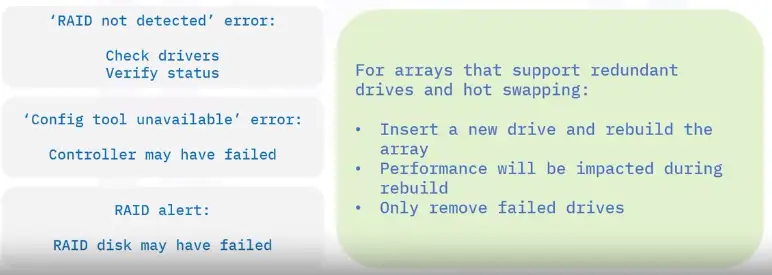 ‘RAID not detected’ error:
Check drivers
Verify status
‘Config tool unavailable’ error:
Controller may have failed
RAID alert:
RAID disk may have failed
For arrays that support redundant
drives and hot swapping:
• Insert a new drive and rebuild the
array
• Performance will be impacted during
rebuild
• Only remove failed drives